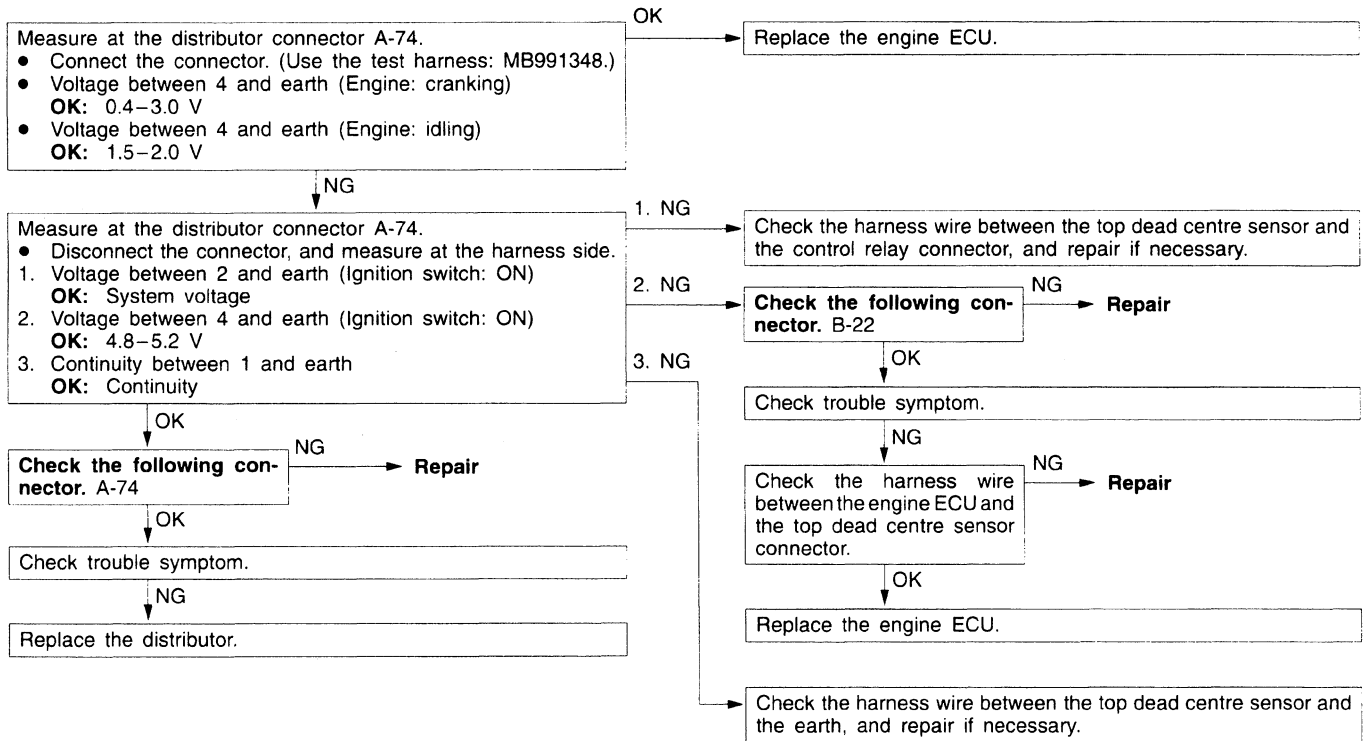 Measure at the distributor connector A-74.
● Connect the connector. (Use the test harness: MB991348.)
● Voltage between 4 and earth (Engine: cranking)
OK: 0.4–3.0 V
● Voltage between 4 and earth (Engine: idling)
OK: 1.5–2.0 V
OK
Replace the engine ECU.
NG
Measure at the distributor connector A-74.
● Disconnect the connector, and measure at the harness side.
1. Voltage between 2 and earth (Ignition switch: ON)
OK: System voltage
2. Voltage between 4 and earth (Ignition switch: ON)
OK: 4.8–5.2 V
3. Continuity between 1 and earth
OK: Continuity
1. NG
Check the harness wire between the top dead centre sensor and
the control relay connector, and repair if necessary.
2. NG
Check the following con-
nector. B-22
NG
Repair
OK
Check trouble symptom.
NG
Check the harness wire
between the engine ECU and
the top dead centre sensor
connector.
NG
Repair
OK
Replace the engine ECU.
3. NG
Check the harness wire between the top dead centre sensor and
the earth, and repair if necessary.
OK
Check the following con-
nector. A-74
NG
Repair
OK
Check trouble symptom.
NG
Replace the distributor.